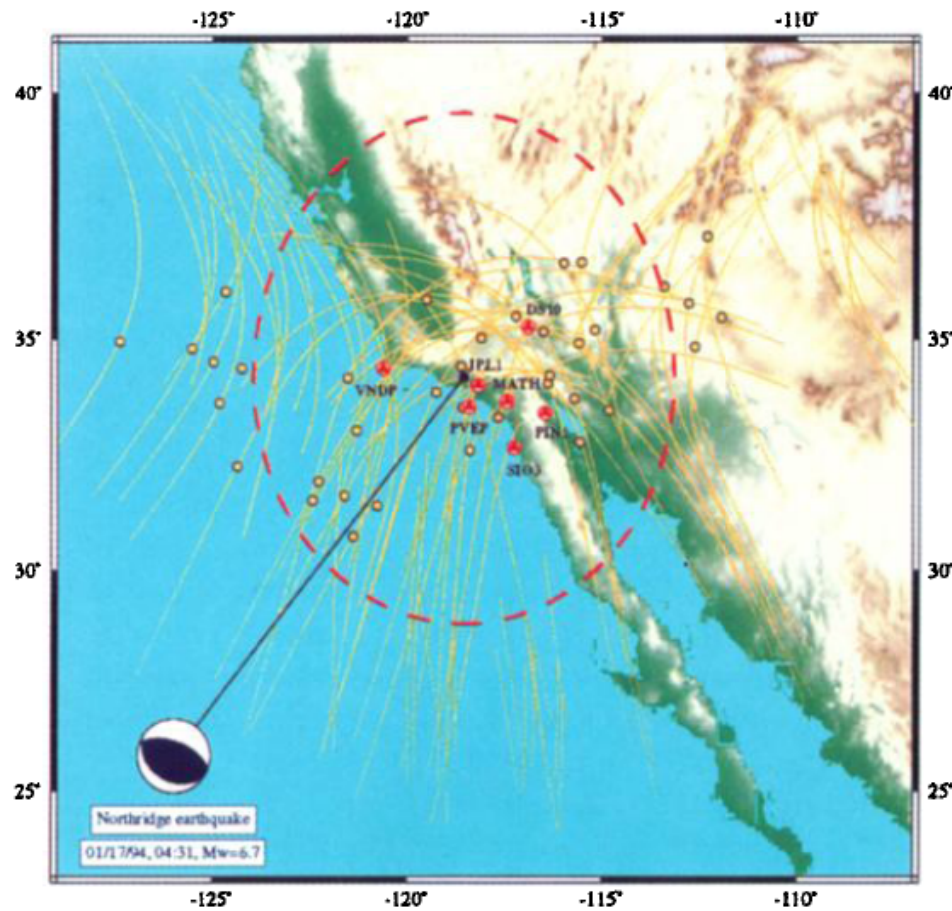 -125° -120° -115° -110°
40° 40°
DS10
35° 35°
JPL1
VNDP MATH
PVEP PIN1
SIO3
30° 30°
25° 25°
Northridge earthquake
01/17/94, 04:31, Mw=6.7
-125° -120° -115° -110°